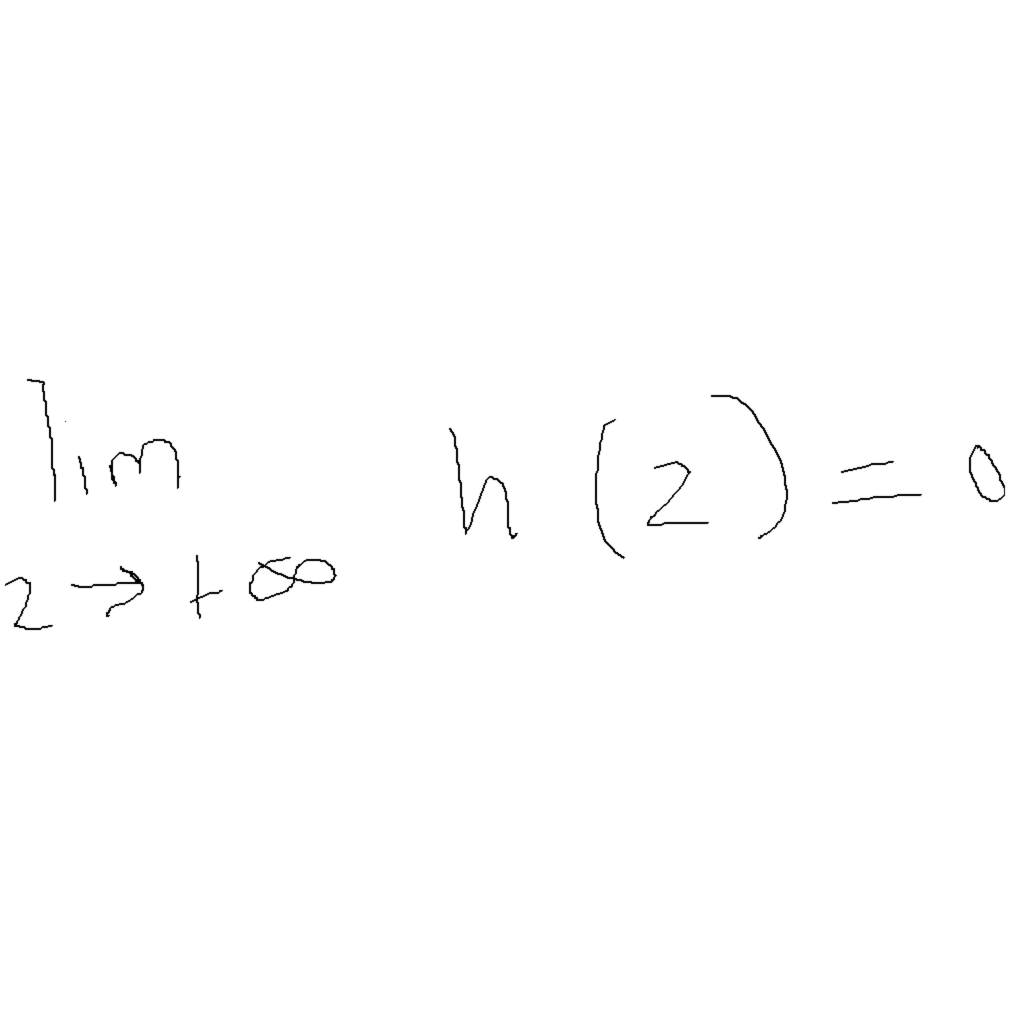 lim h(z) = 0
z → +∞